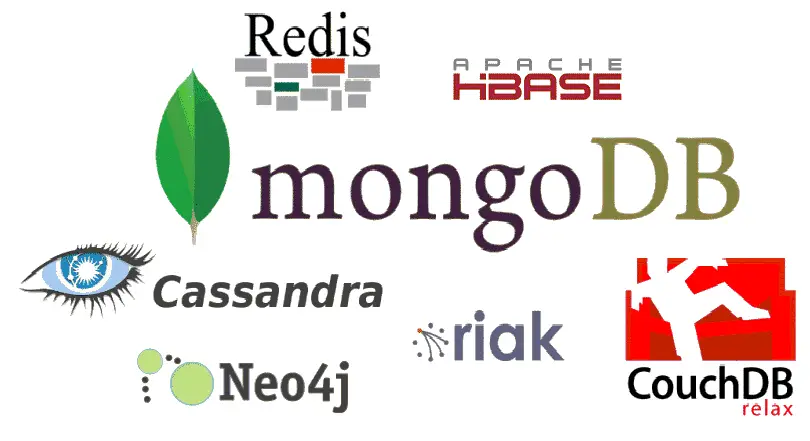 Redis
APACHE
HBASE
mongoDB
Cassandra
riak
Neo4j
CouchDB
relax